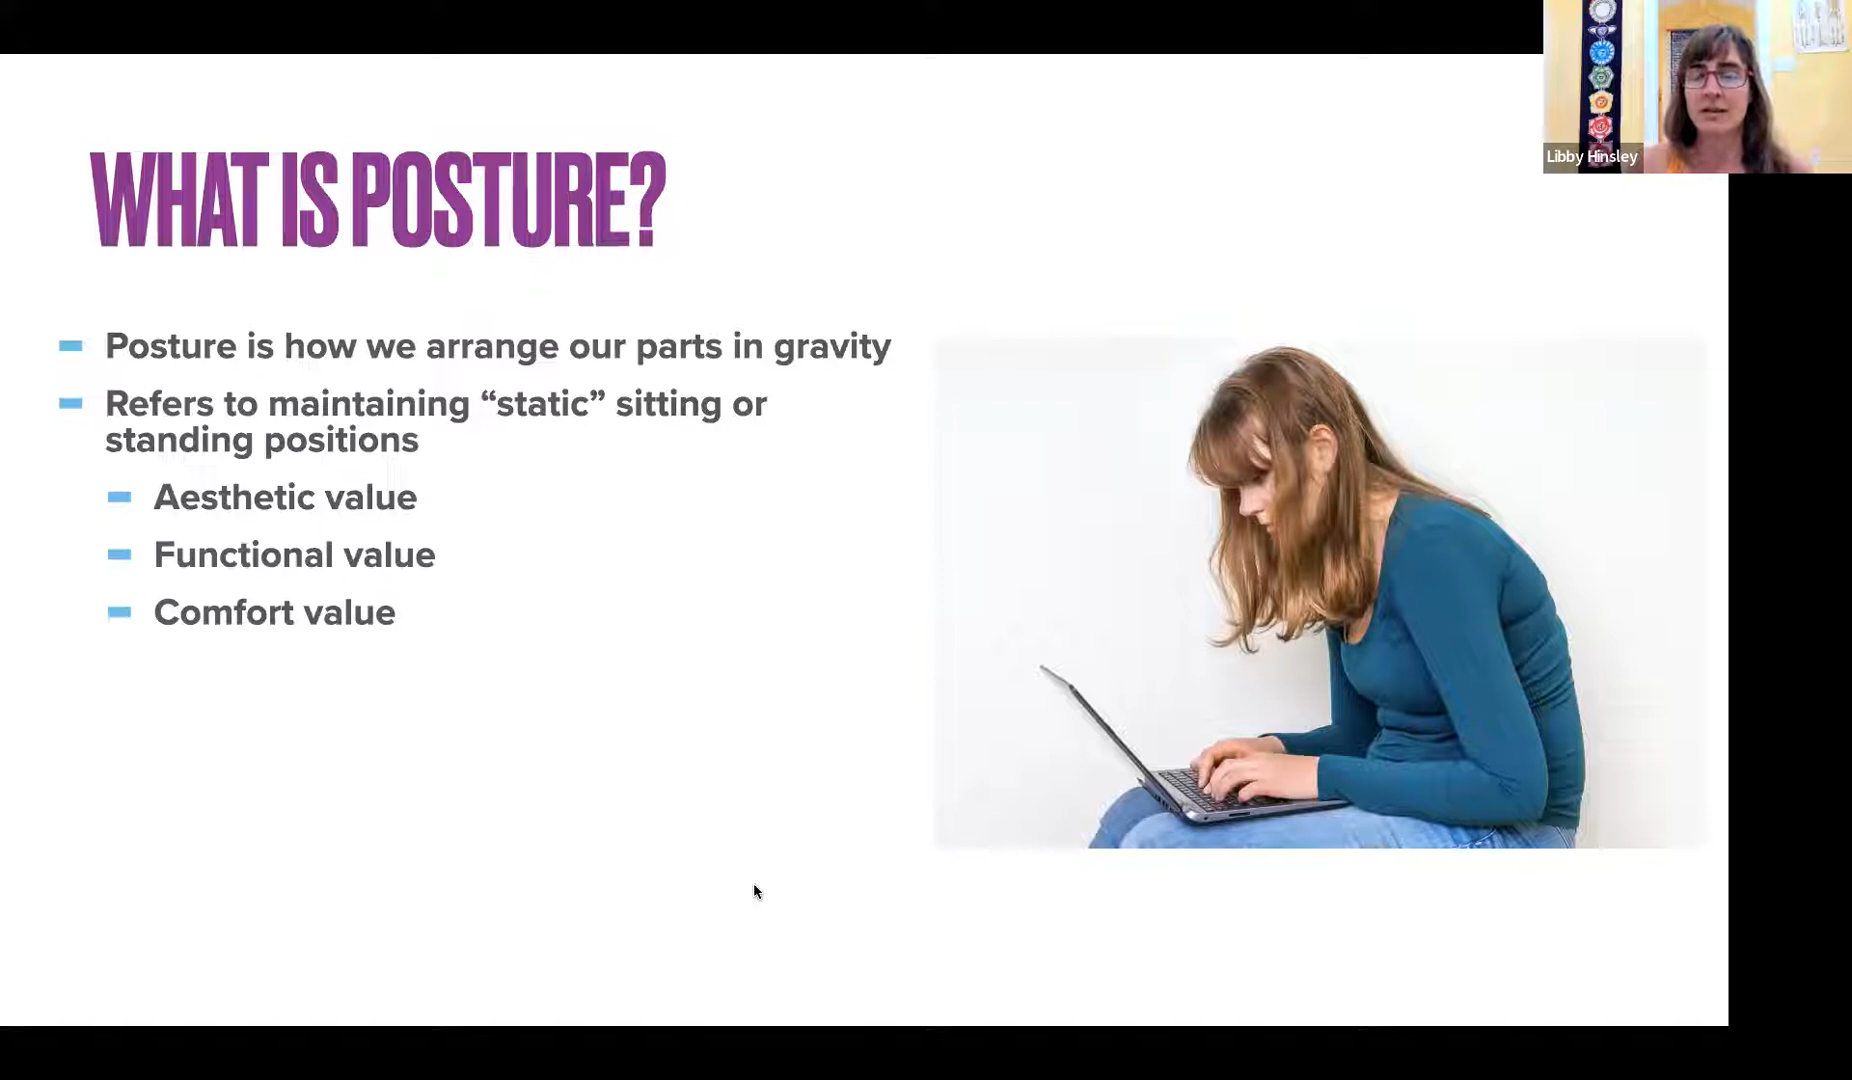 WHAT IS POSTURE?
Posture is how we arrange our parts in gravity
Refers to maintaining “static” sitting or
standing positions
Aesthetic value
Functional value
Comfort value
Libby Hinsley